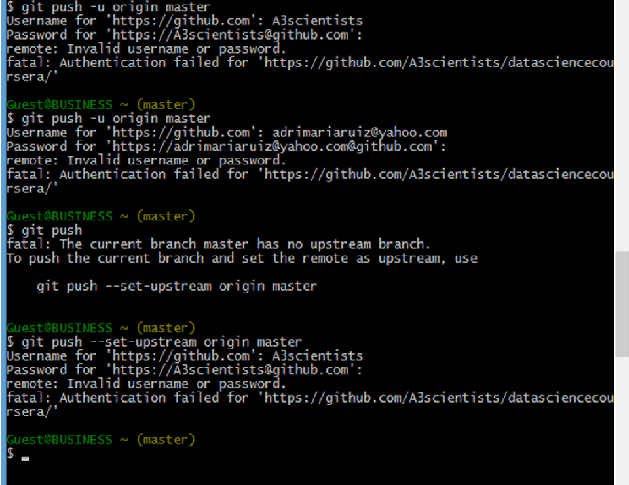 $ git push -u origin master
Username for 'https://github.com': A3scientists
Password for 'https://A3scientists@github.com':
remote: Invalid username or password.
fatal: Authentication failed for 'https://github.com/A3scientists/datasciencecou
rsera/'
Guest@BUSINESS ~ (master)
$ git push -u origin master
Username for 'https://github.com': adrimariaruiz@yahoo.com
Password for 'https://adrimariaruiz@yahoo.com@github.com':
remote: Invalid username or password.
fatal: Authentication failed for 'https://github.com/A3scientists/datasciencecou
rsera/'
Guest@BUSINESS ~ (master)
$ git push
fatal: The current branch master has no upstream branch.
To push the current branch and set the remote as upstream, use
git push --set-upstream origin master
Guest@BUSINESS ~ (master)
$ git push --set-upstream origin master
Username for 'https://github.com': A3scientists
Password for 'https://A3scientists@github.com':
remote: Invalid username or password.
fatal: Authentication failed for 'https://github.com/A3scientists/datasciencecou
rsera/'
Guest@BUSINESS ~ (master)
$